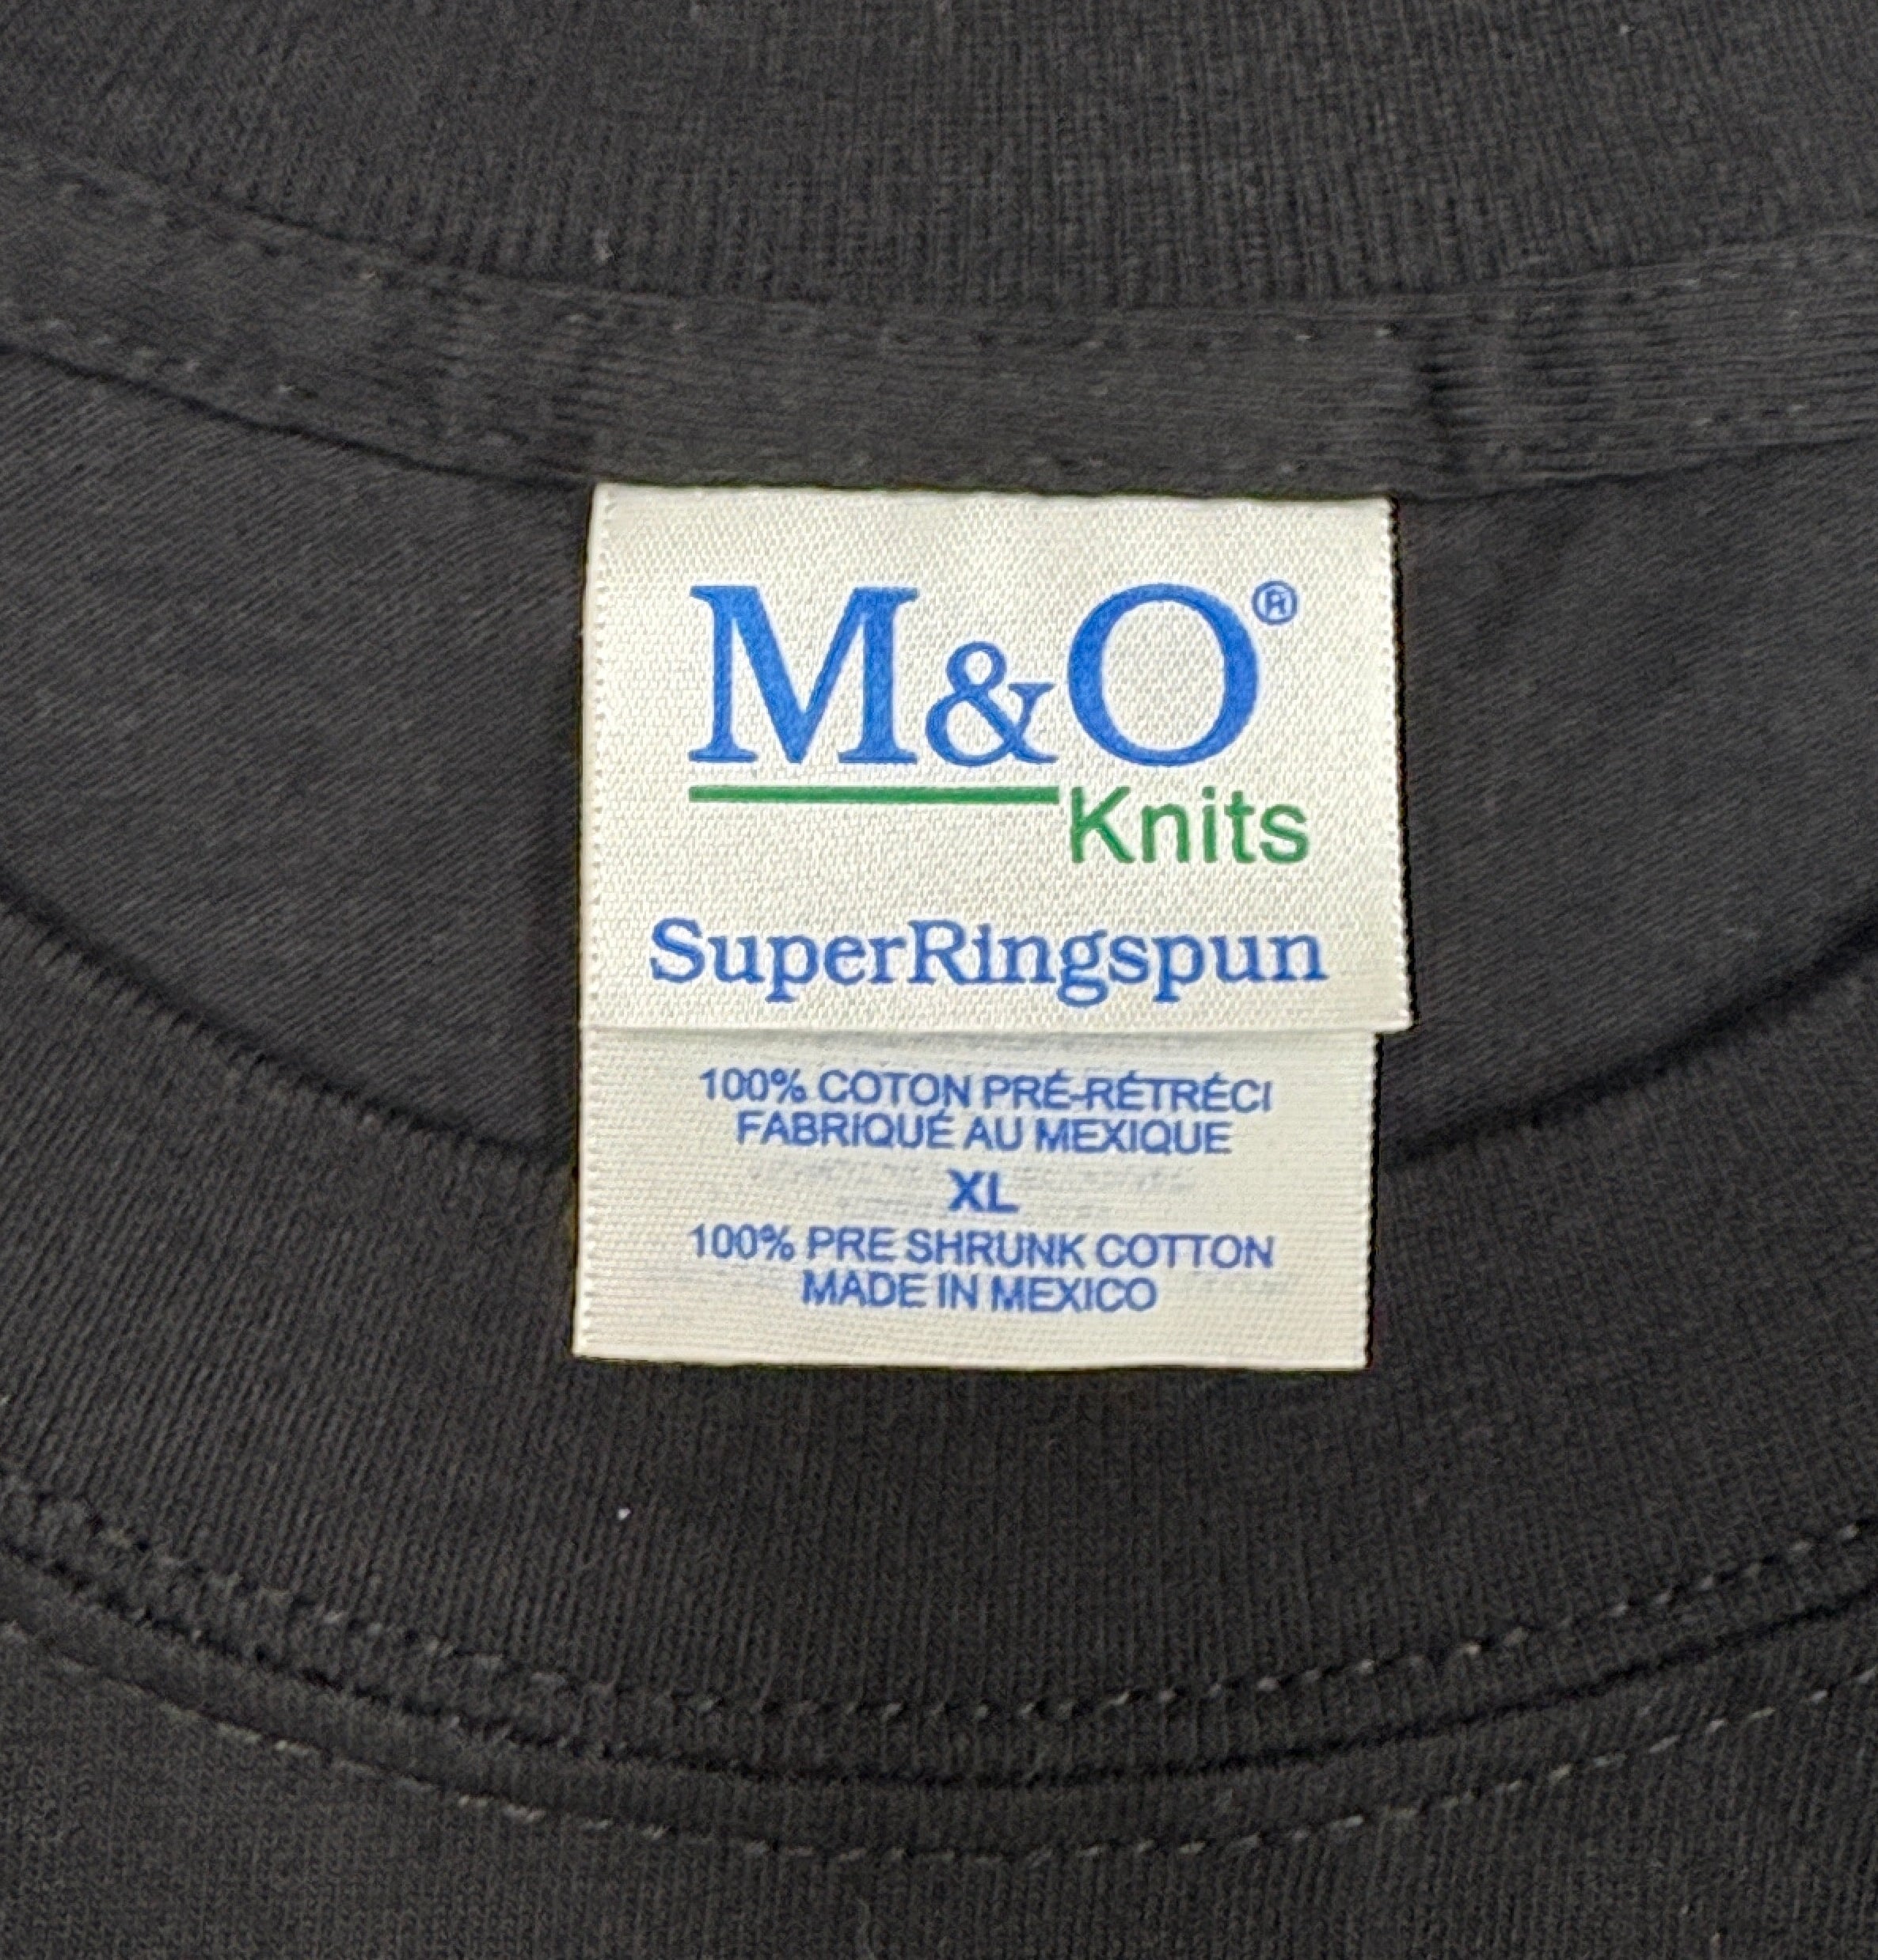 M&O®
Knits
SuperRingspun
100% COTON PRÉ-RÉTRÉCI
FABRIQUÉ AU MEXIQUE
XL
100% PRE SHRUNK COTTON
MADE IN MEXICO